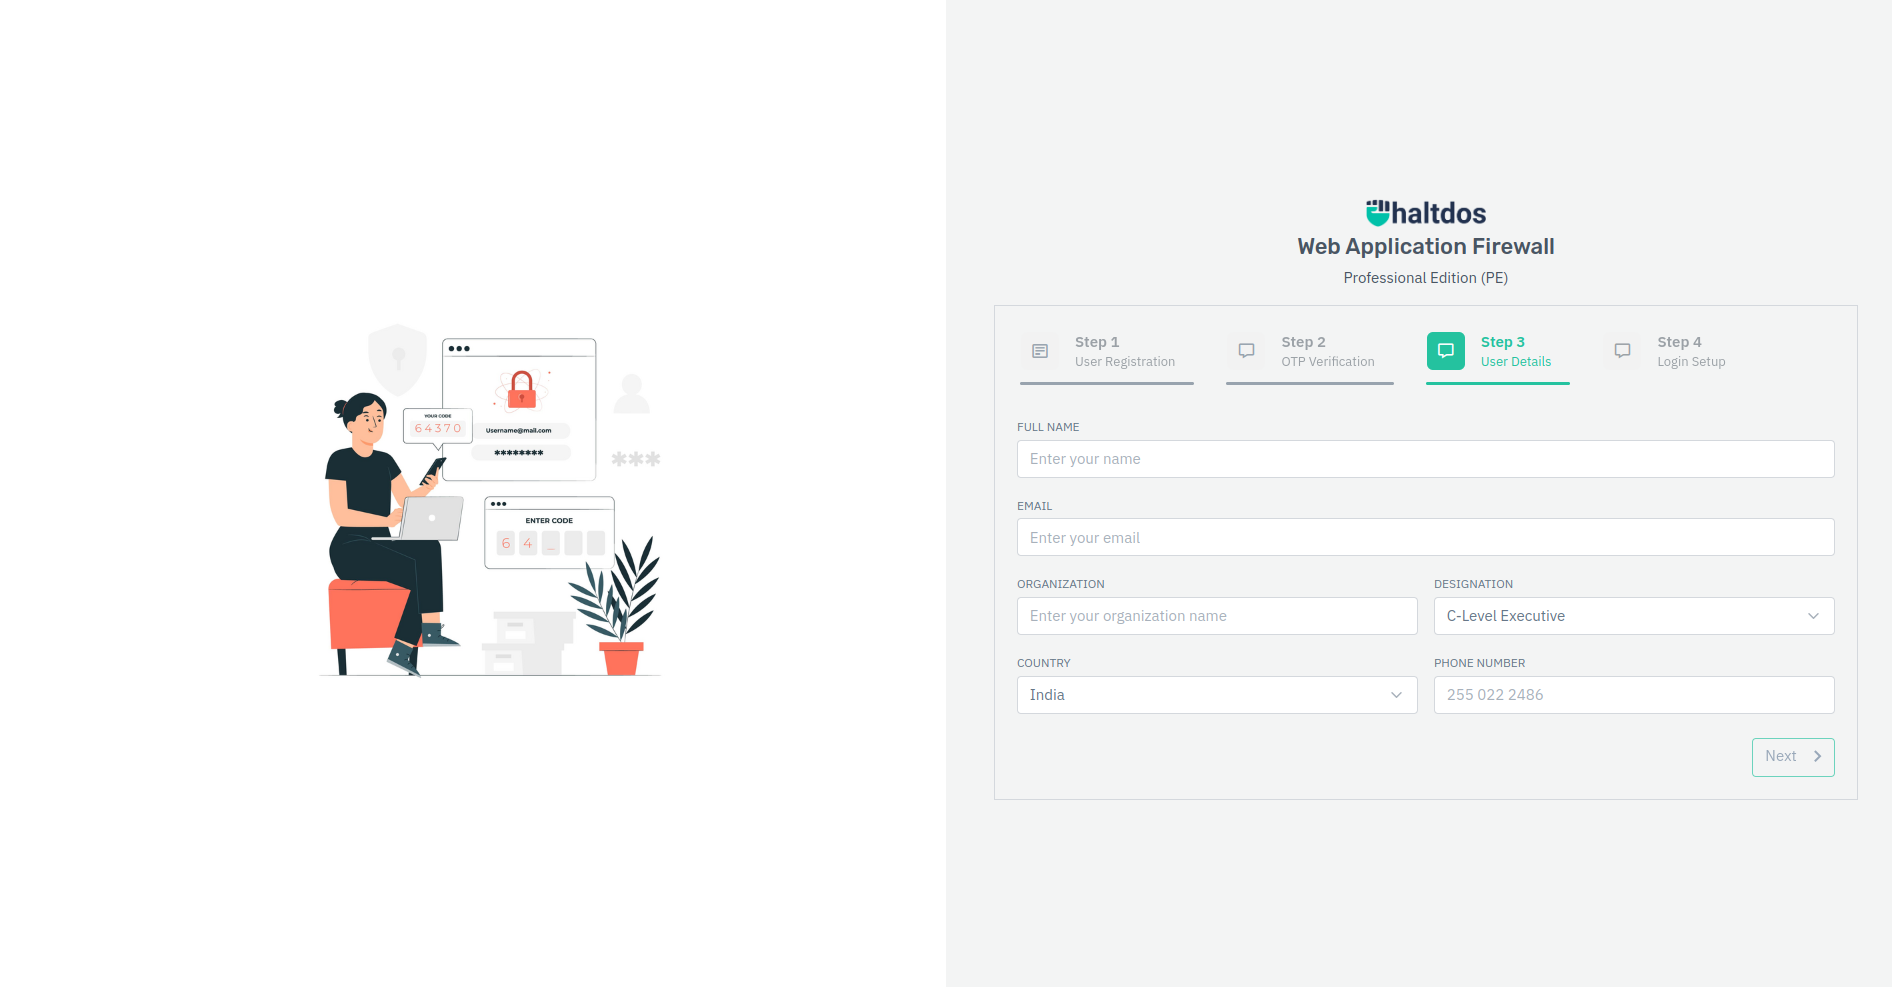 YOUR CODE
64370
Username@mail.com
✱✱✱✱✱✱✱✱
✱✱✱
ENTER CODE
6 4 _
haltdos
Web Application Firewall
Professional Edition (PE)
Step 1
User Registration
Step 2
OTP Verification
Step 3
User Details
Step 4
Login Setup
FULL NAME
Enter your name
EMAIL
Enter your email
ORGANIZATION
Enter your organization name
DESIGNATION
C-Level Executive
COUNTRY
India
PHONE NUMBER
255 022 2486
Next